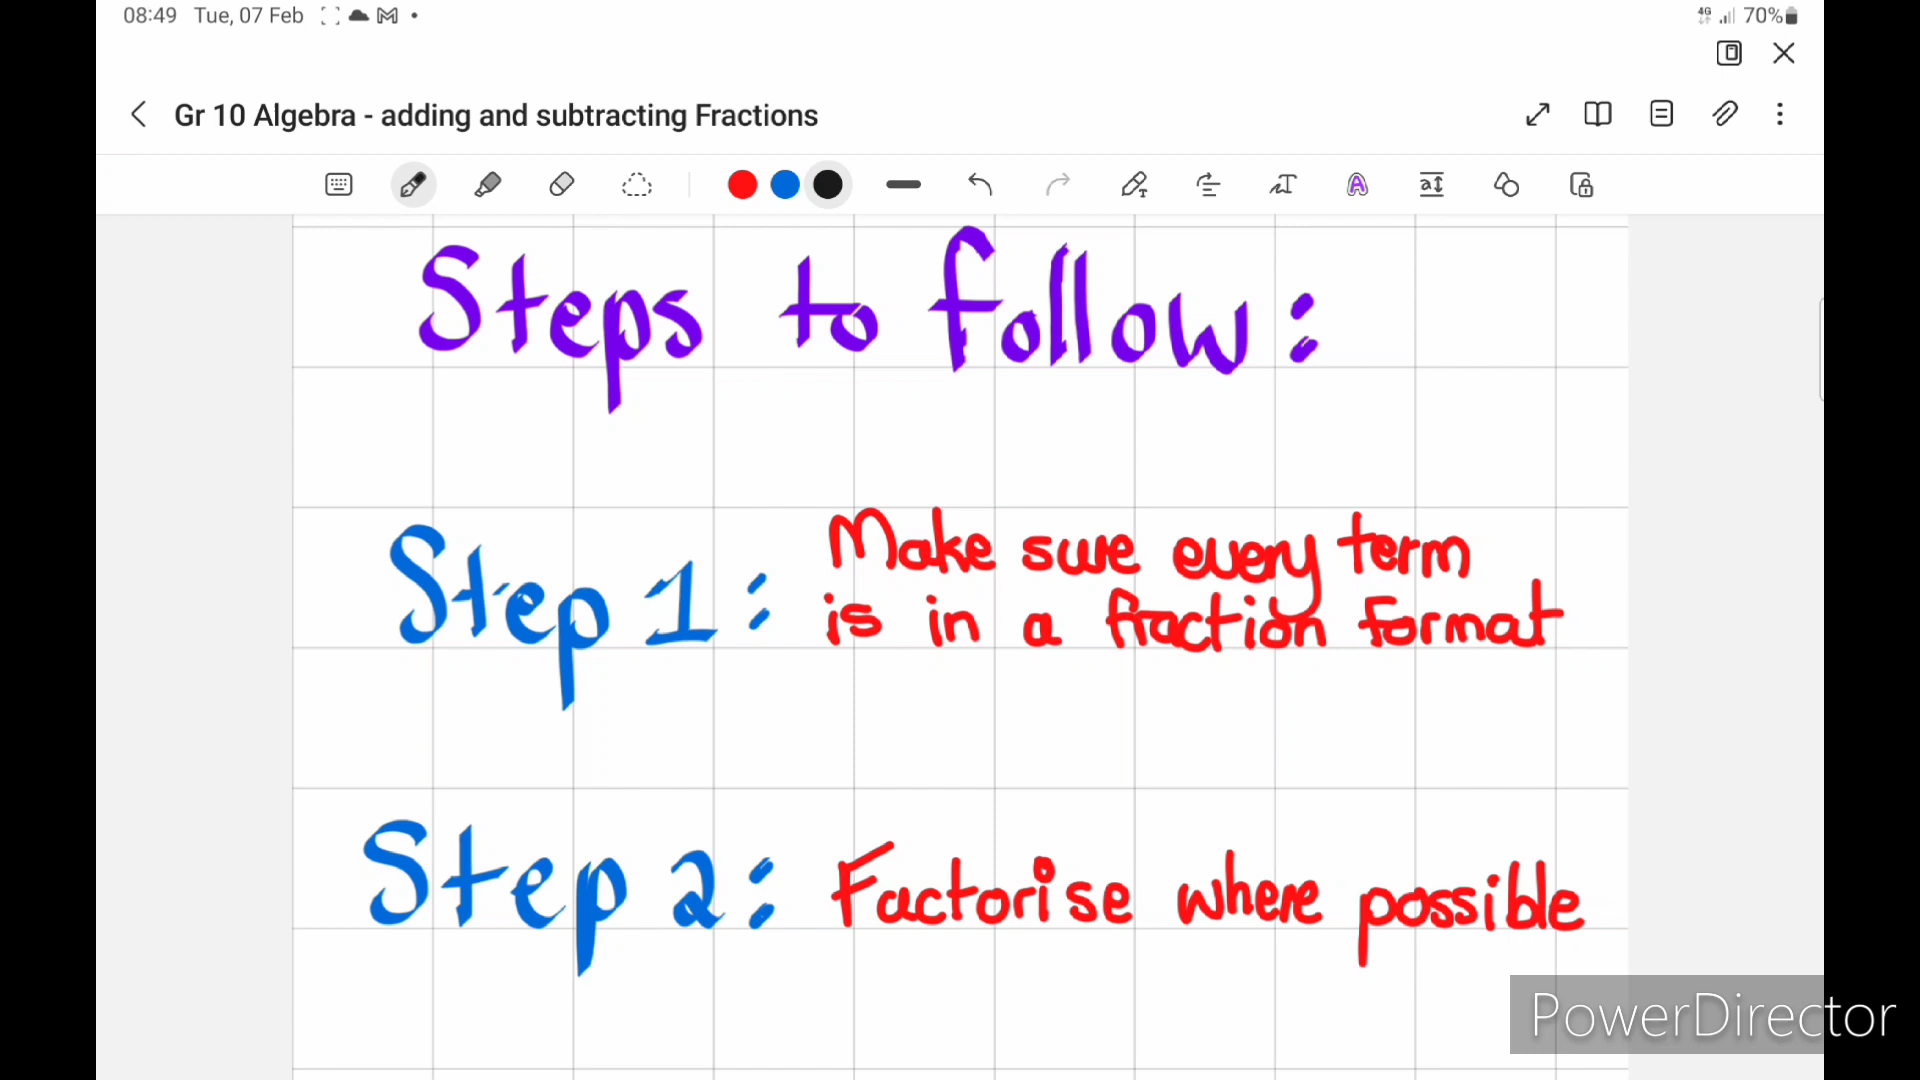 08:49 Tue, 07 Feb
4G 70%
Gr 10 Algebra - adding and subtracting Fractions
Steps to follow:
Step 1: Make sure every term
is in a fraction format
Step 2: Factorise where possible
PowerDirector